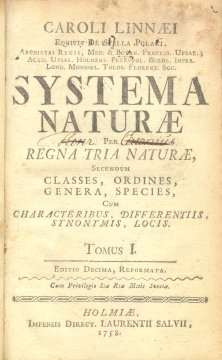 CAROLI LINNÆI
Equitis De Stella Polari,
Archiatri Regii, Med. & Botan. Profess. Upsal.;
Acad. Upsal. Holmens. Petropol. Berol. Imper.
Lond. Monspel. Tolos. Florent. Soc.
SYSTEMA
NATURÆ
Per
REGNA TRIA NATURÆ,
Secundum
CLASSES, ORDINES,
GENERA, SPECIES,
Cum
CHARACTERIBUS, DIFFERENTIIS,
SYNONYMIS, LOCIS.
Tomus I.
Editio Decima, Reformata.
Cum Privilegio S:æ R:æ M:tis Sveciæ.
HOLMIÆ,
Impensis Direct. LAURENTII SALVII,
1758.